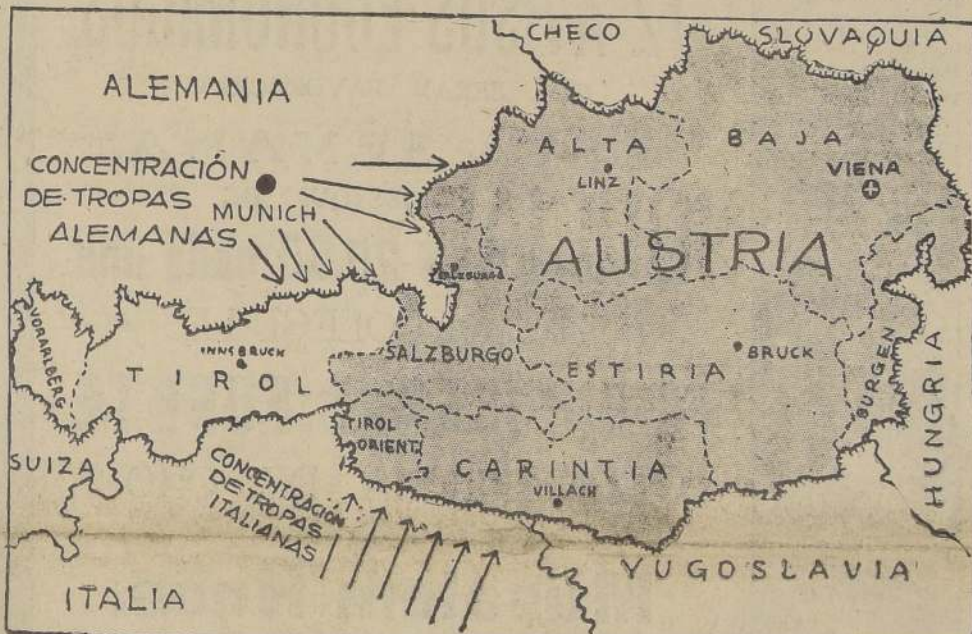 CHECO
SLOVAQUIA
ALEMANIA
CONCENTRACIÓN
DE TROPAS
ALEMANAS
MUNICH
ALTA
LINZ
BAJA
VIENA
AUSTRIA
SALZBURGO
SALZBURGO
VORARLBERG
INNSBRUCK
TIROL
TIROL
ORIENT.
ESTIRIA
BRUCK
BURGEN
HUNGRIA
CARINTIA
VILLACH
SUIZA
CONCENTRACIÓN
DE TROPAS
ITALIANAS
YUGOSLAVIA
ITALIA